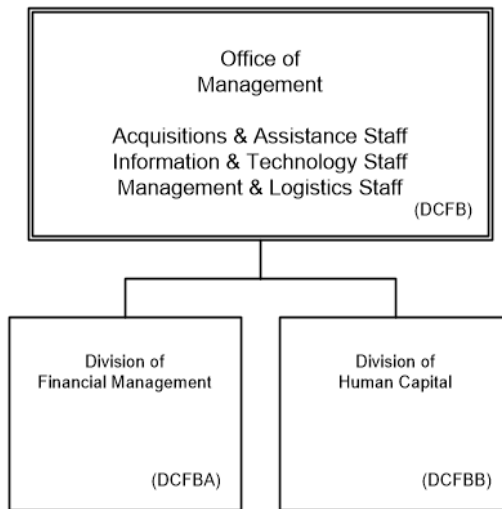 Office of
Management
Acquisitions & Assistance Staff
Information & Technology Staff
Management & Logistics Staff
(DCFB)
Division of
Financial Management
(DCFBA)
Division of
Human Capital
(DCFBB)